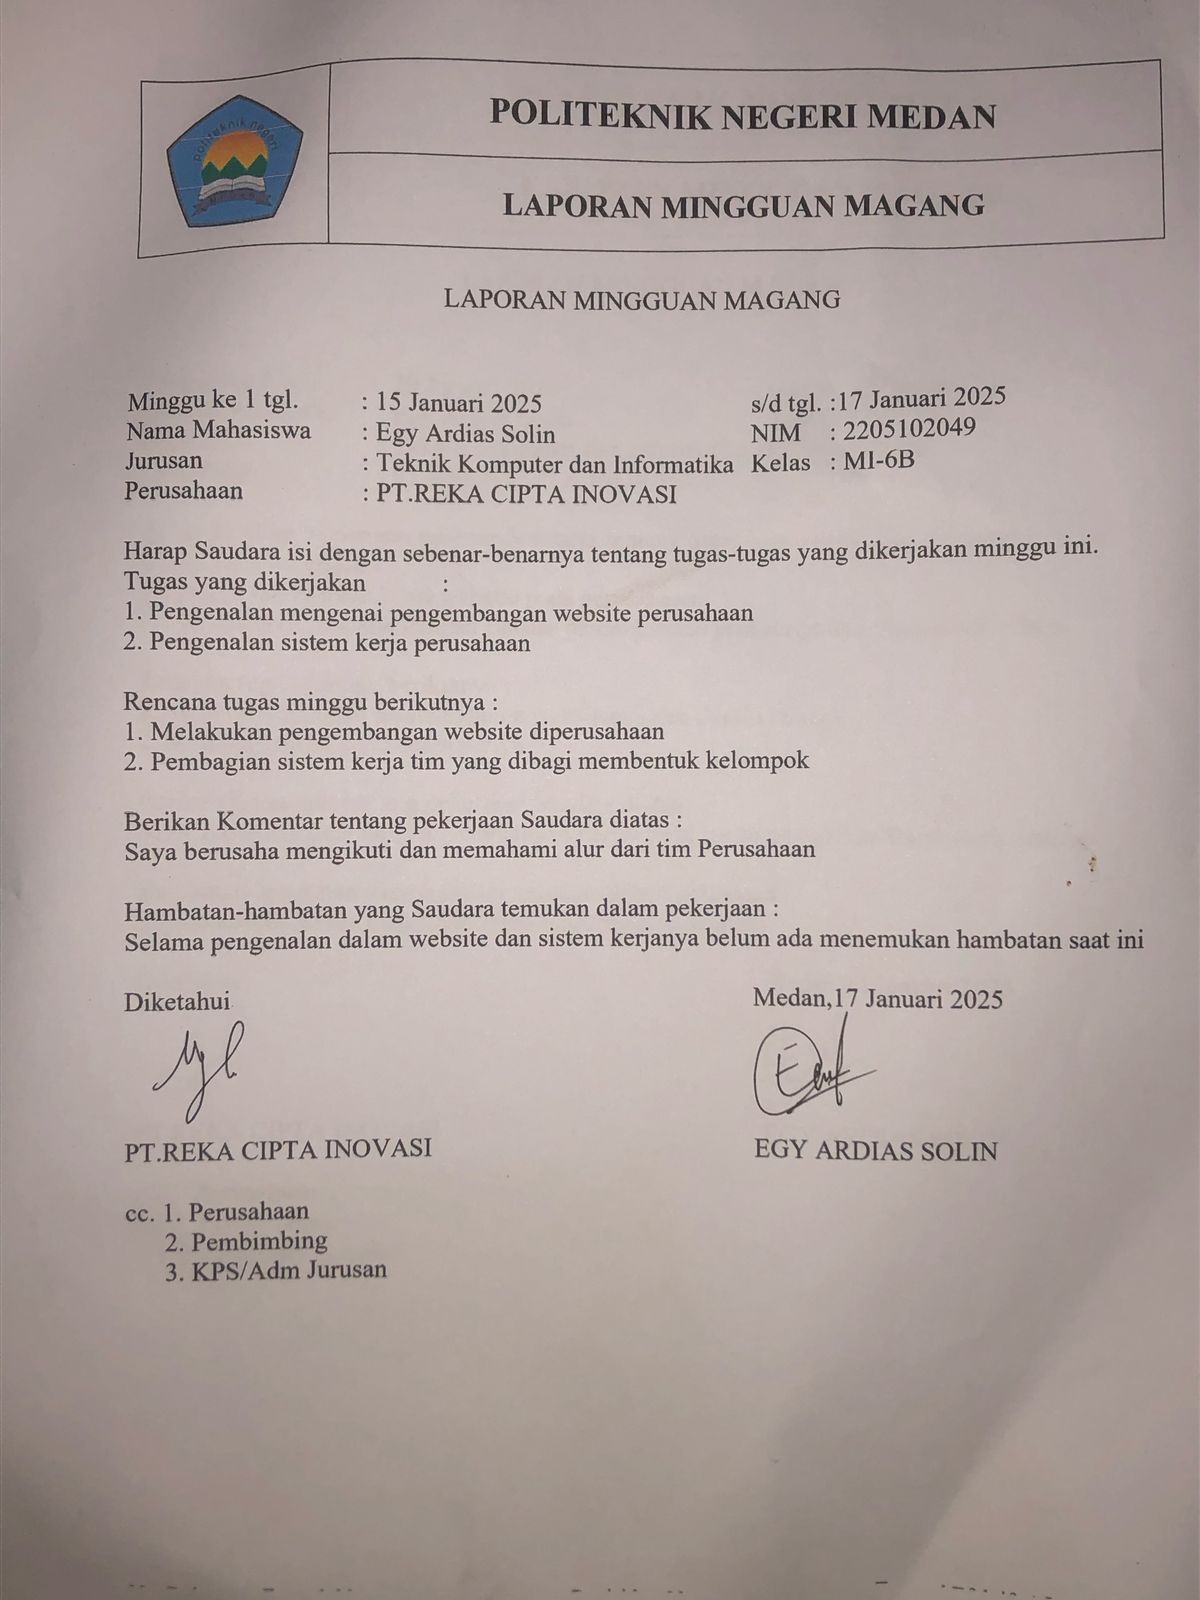 politeknik negeri
MEDAN
POLITEKNIK NEGERI MEDAN
LAPORAN MINGGUAN MAGANG
LAPORAN MINGGUAN MAGANG
Minggu ke 1 tgl. : 15 Januari 2025 s/d tgl. :17 Januari 2025
Nama Mahasiswa : Egy Ardias Solin NIM : 2205102049
Jurusan : Teknik Komputer dan Informatika Kelas : MI-6B
Perusahaan : PT.REKA CIPTA INOVASI
Harap Saudara isi dengan sebenar-benarnya tentang tugas-tugas yang dikerjakan minggu ini.
Tugas yang dikerjakan :
1. Pengenalan mengenai pengembangan website perusahaan
2. Pengenalan sistem kerja perusahaan
Rencana tugas minggu berikutnya :
1. Melakukan pengembangan website diperusahaan
2. Pembagian sistem kerja tim yang dibagi membentuk kelompok
Berikan Komentar tentang pekerjaan Saudara diatas :
Saya berusaha mengikuti dan memahami alur dari tim Perusahaan
Hambatan-hambatan yang Saudara temukan dalam pekerjaan :
Selama pengenalan dalam website dan sistem kerjanya belum ada menemukan hambatan saat ini
Diketahui Medan,17 Januari 2025
PT.REKA CIPTA INOVASI EGY ARDIAS SOLIN
cc. 1. Perusahaan
2. Pembimbing
3. KPS/Adm Jurusan